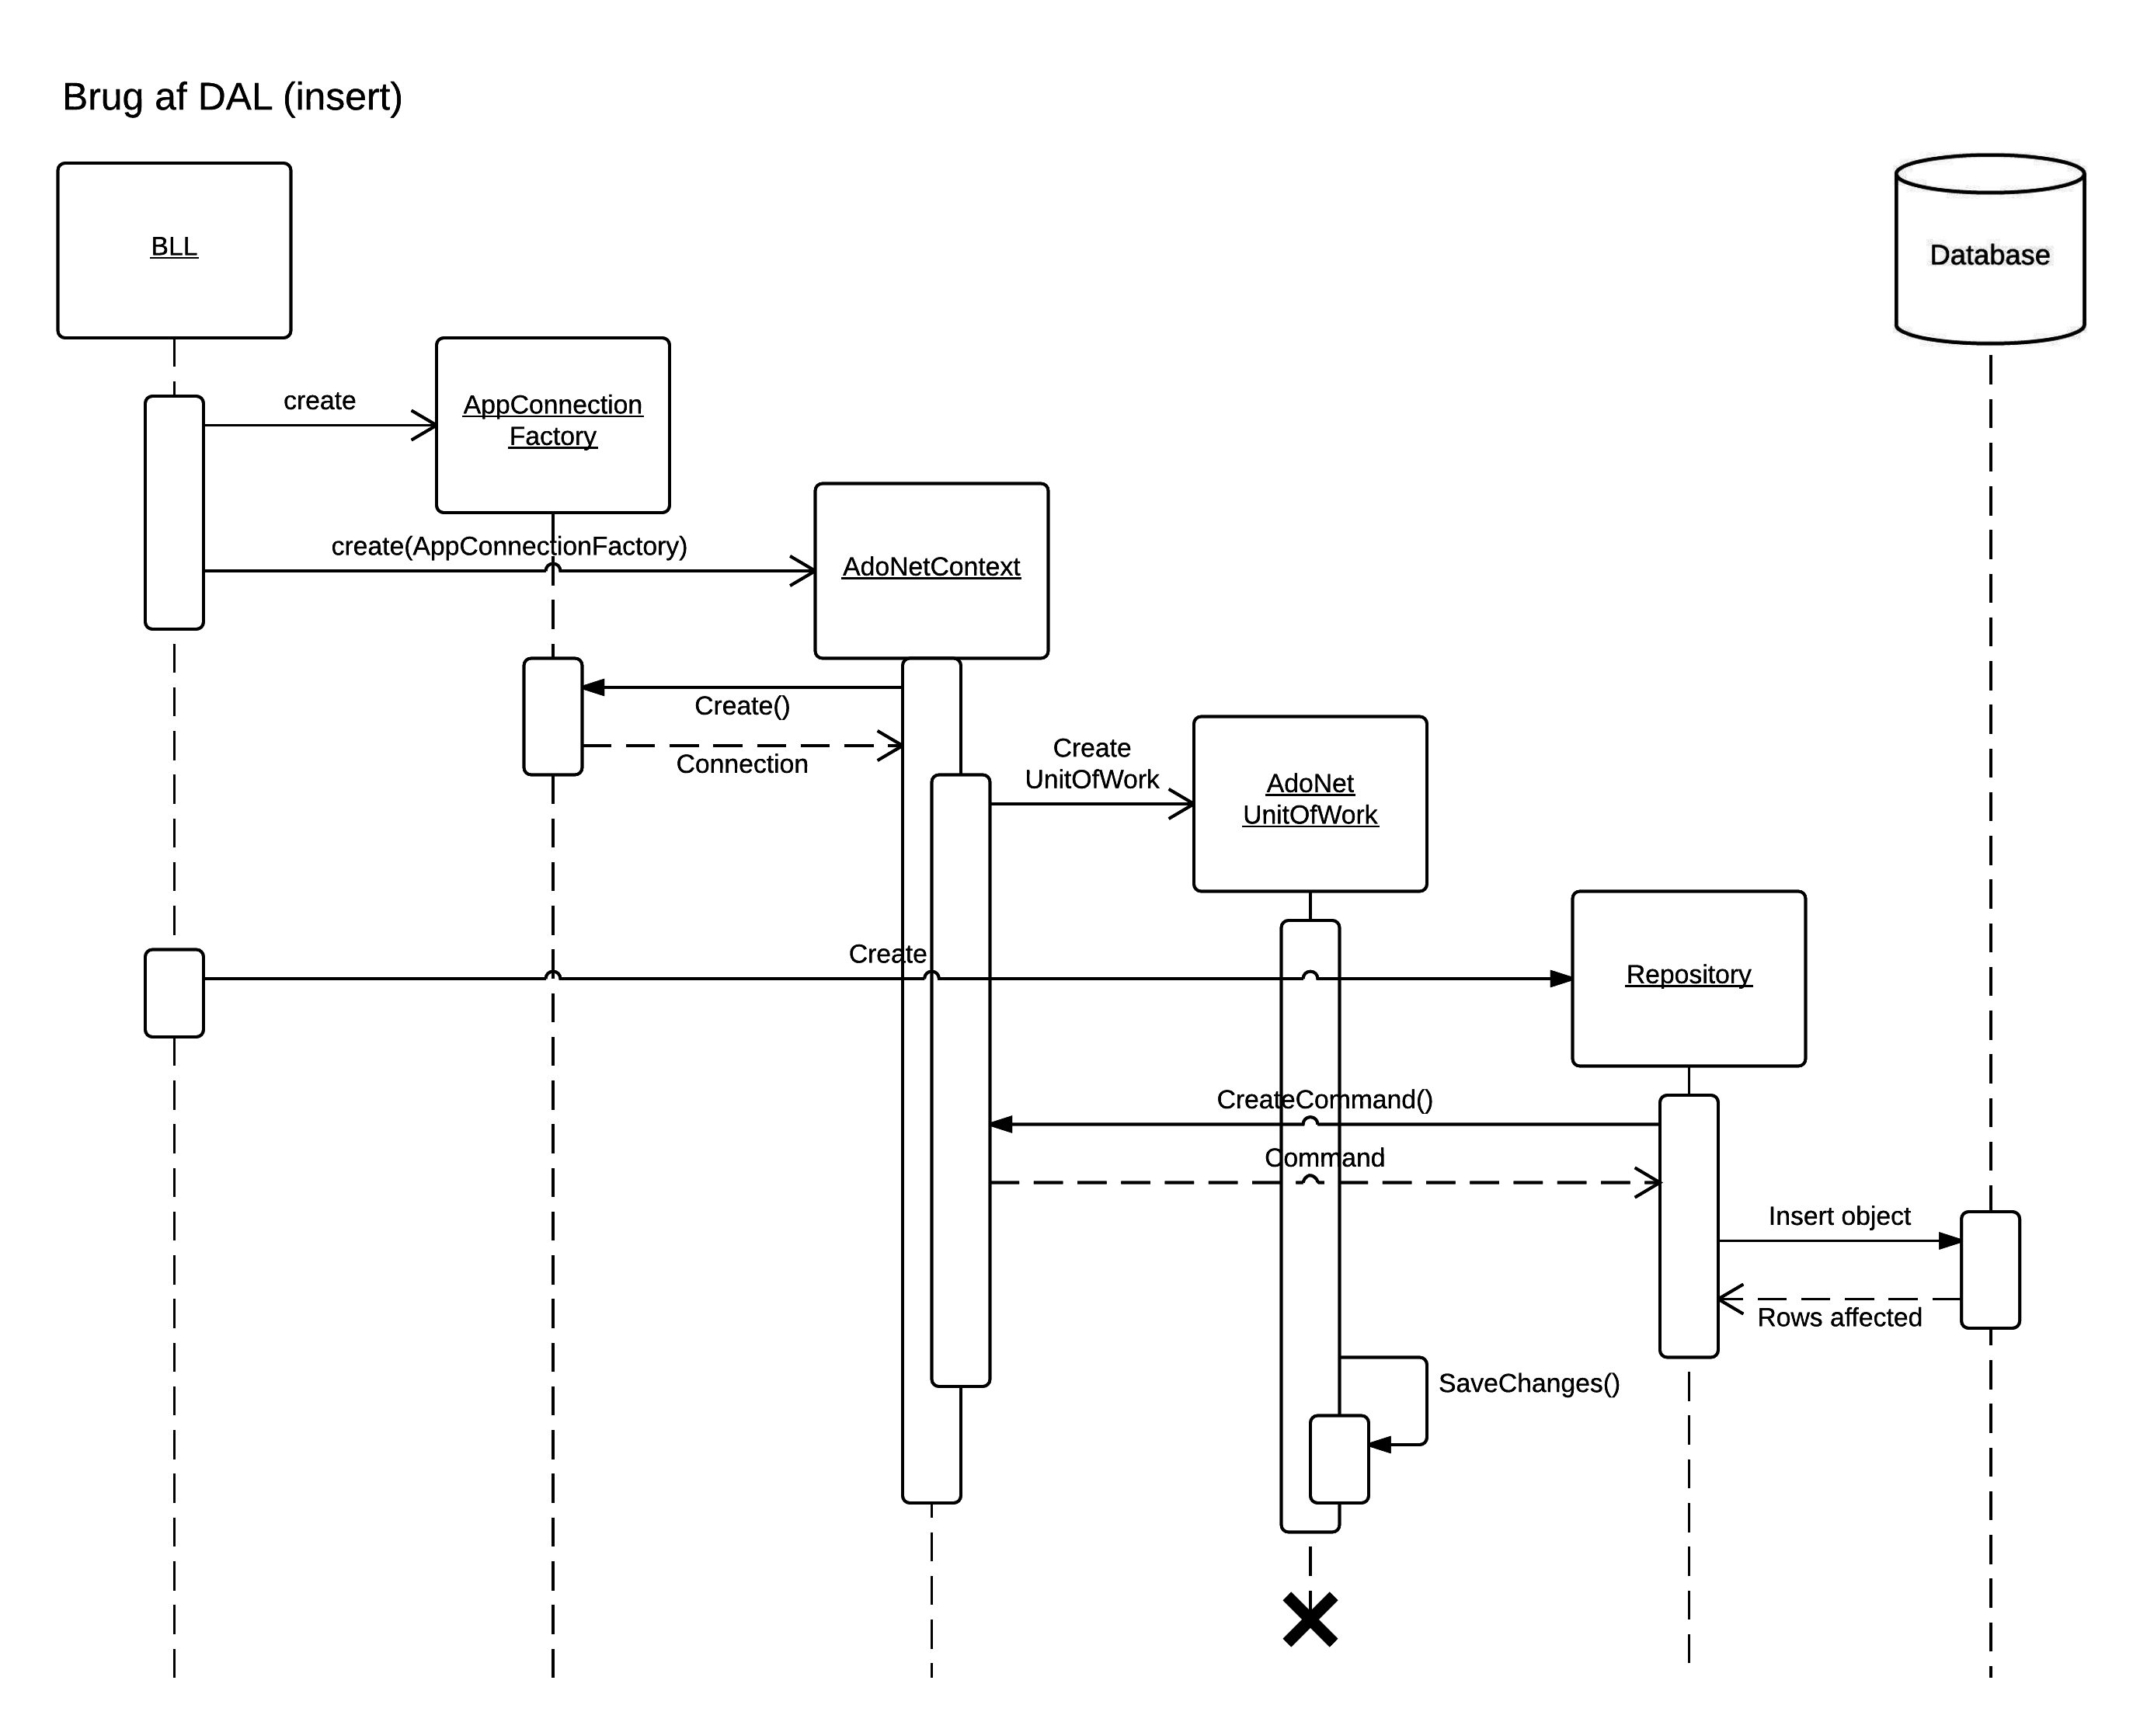 Brug af DAL (insert)
BLL
Database
create
AppConnection
Factory
create(AppConnectionFactory)
AdoNetContext
Create()
Connection
Create
UnitOfWork
AdoNet
UnitOfWork
Create
Repository
CreateCommand()
Command
Insert object
Rows affected
SaveChanges()